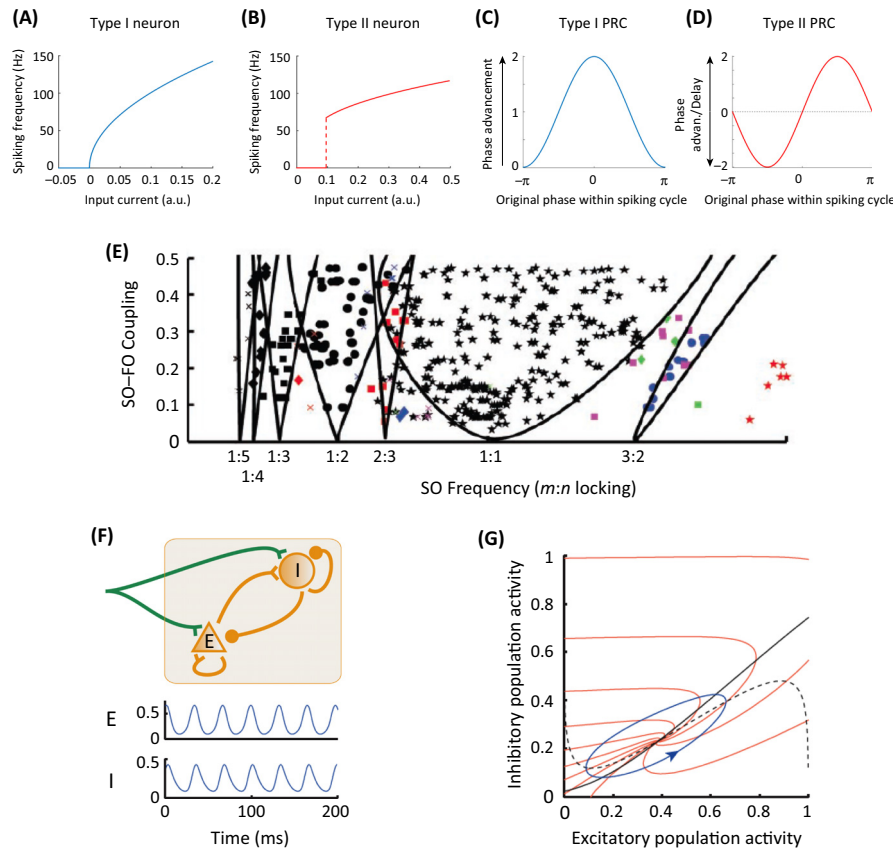 (A) Type I neuron
Spiking frequency (Hz)
150
100
50
0
−0.05 0 0.05 0.1 0.15 0.2
Input current (a.u.)
(B) Type II neuron
Spiking frequency (Hz)
150
100
50
0
0 0.1 0.2 0.3 0.4 0.5
Input current (a.u.)
(C) Type I PRC
Phase advancement
2
1
0
−π 0 π
Original phase within spiking cycle
(D) Type II PRC
Phase
advan./Delay
2
0
−2
−π 0 π
Original phase within spiking cycle
(E)
SO–FO Coupling
0.5
0.4
0.3
0.2
0.1
0
1:5 1:3 1:2 2:3 1:1 3:2
1:4
SO Frequency (m:n locking)
(F)
I
E
E 0.5
0
I 0.5
0
0 50 100 150 200
Time (ms)
(G)
Inhibitory population activity
1
0.8
0.6
0.4
0.2
0
0 0.2 0.4 0.6 0.8 1
Excitatory population activity